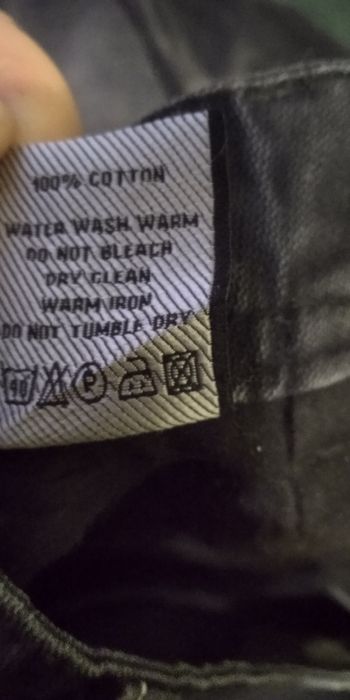 100% COTTON
WATER WASH WARM
DO NOT BLEACH
DRY CLEAN
WARM IRON
DO NOT TUMBLE DRY
40 P